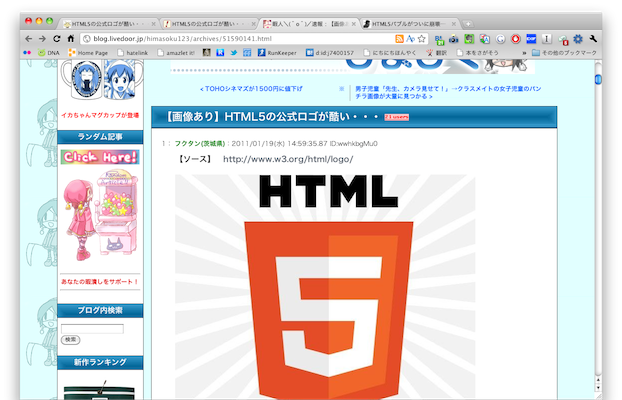 HTML5の公式ロゴが酷い・・・
HTML5の公式ロゴが酷い・・・
暇人＼(＾o＾)／速報：【画像
HTML5バブルがついに崩壊
blog.livedoor.jp/himasoku123/archives/51590141.html
DNA
Home Page
hatelink
amazlet it!
RunKeeper
d:id:j7400157
にちにちほんやく
翻訳
本をさがそう
»
その他のブックマーク
イカちゃんマグカップが登場
ランダム記事
Click Here!
あなたの暇潰しをサポート！
ブログ内検索
検索
新作ランキング
< TOHOシネマズが1500円に値下げ
男子児童「先生、カメラ見せて！」→クラスメイトの女子児童のパンチラ画像が大量に見つかる >
【画像あり】HTML5の公式ロゴが酷い・・・ 71users
1： フクタン(茨城県)：2011/01/19(水) 14:59:35.87 ID:wwhkbgMu0
【ソース】　http://www.w3.org/html/logo/
HTML
5